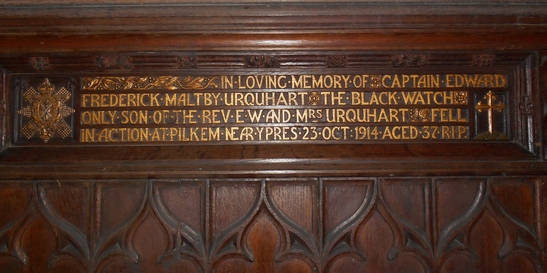 IN·LOVING·MEMORY·OF CAPTAIN·EDWARD
FREDERICK·MALTBY·URQUHART THE·BLACK·WATCH
ONLY·SON·OF·THE·REV·E·W·AND·MRS URQUHART FELL
IN·ACTION·AT·PILKEM·NEAR·YPRES·23·OCT·1914·AGED·37·R·I·P·